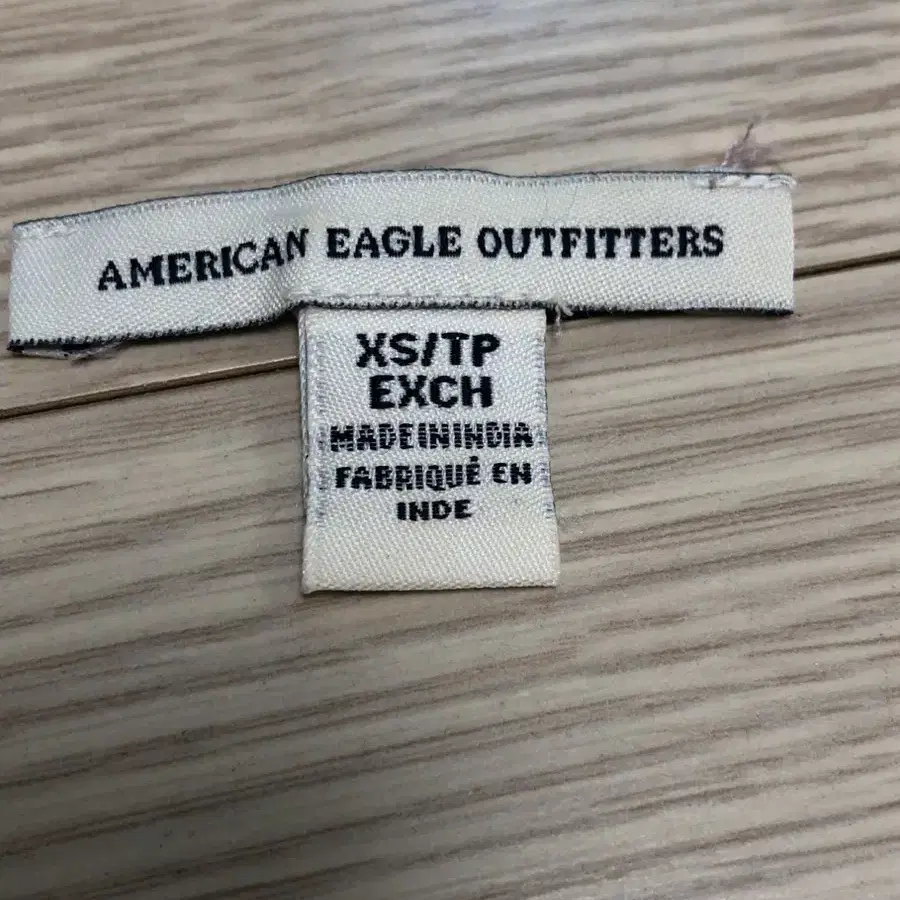 AMERICAN EAGLE OUTFITTERS
XS/TP
EXCH
MADE IN INDIA
FABRIQUÉ EN
INDE